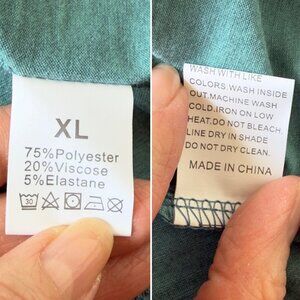 XL
75%Polyester
20%Viscose
5%Elastane
30
WASH WITH LIKE
COLORS.WASH INSIDE
OUT.MACHINE WASH
COLD.IRON ON LOW
HEAT.DO NOT BLEACH.
LINE DRY IN SHADE
DO NOT DRY CLEAN.
MADE IN CHINA